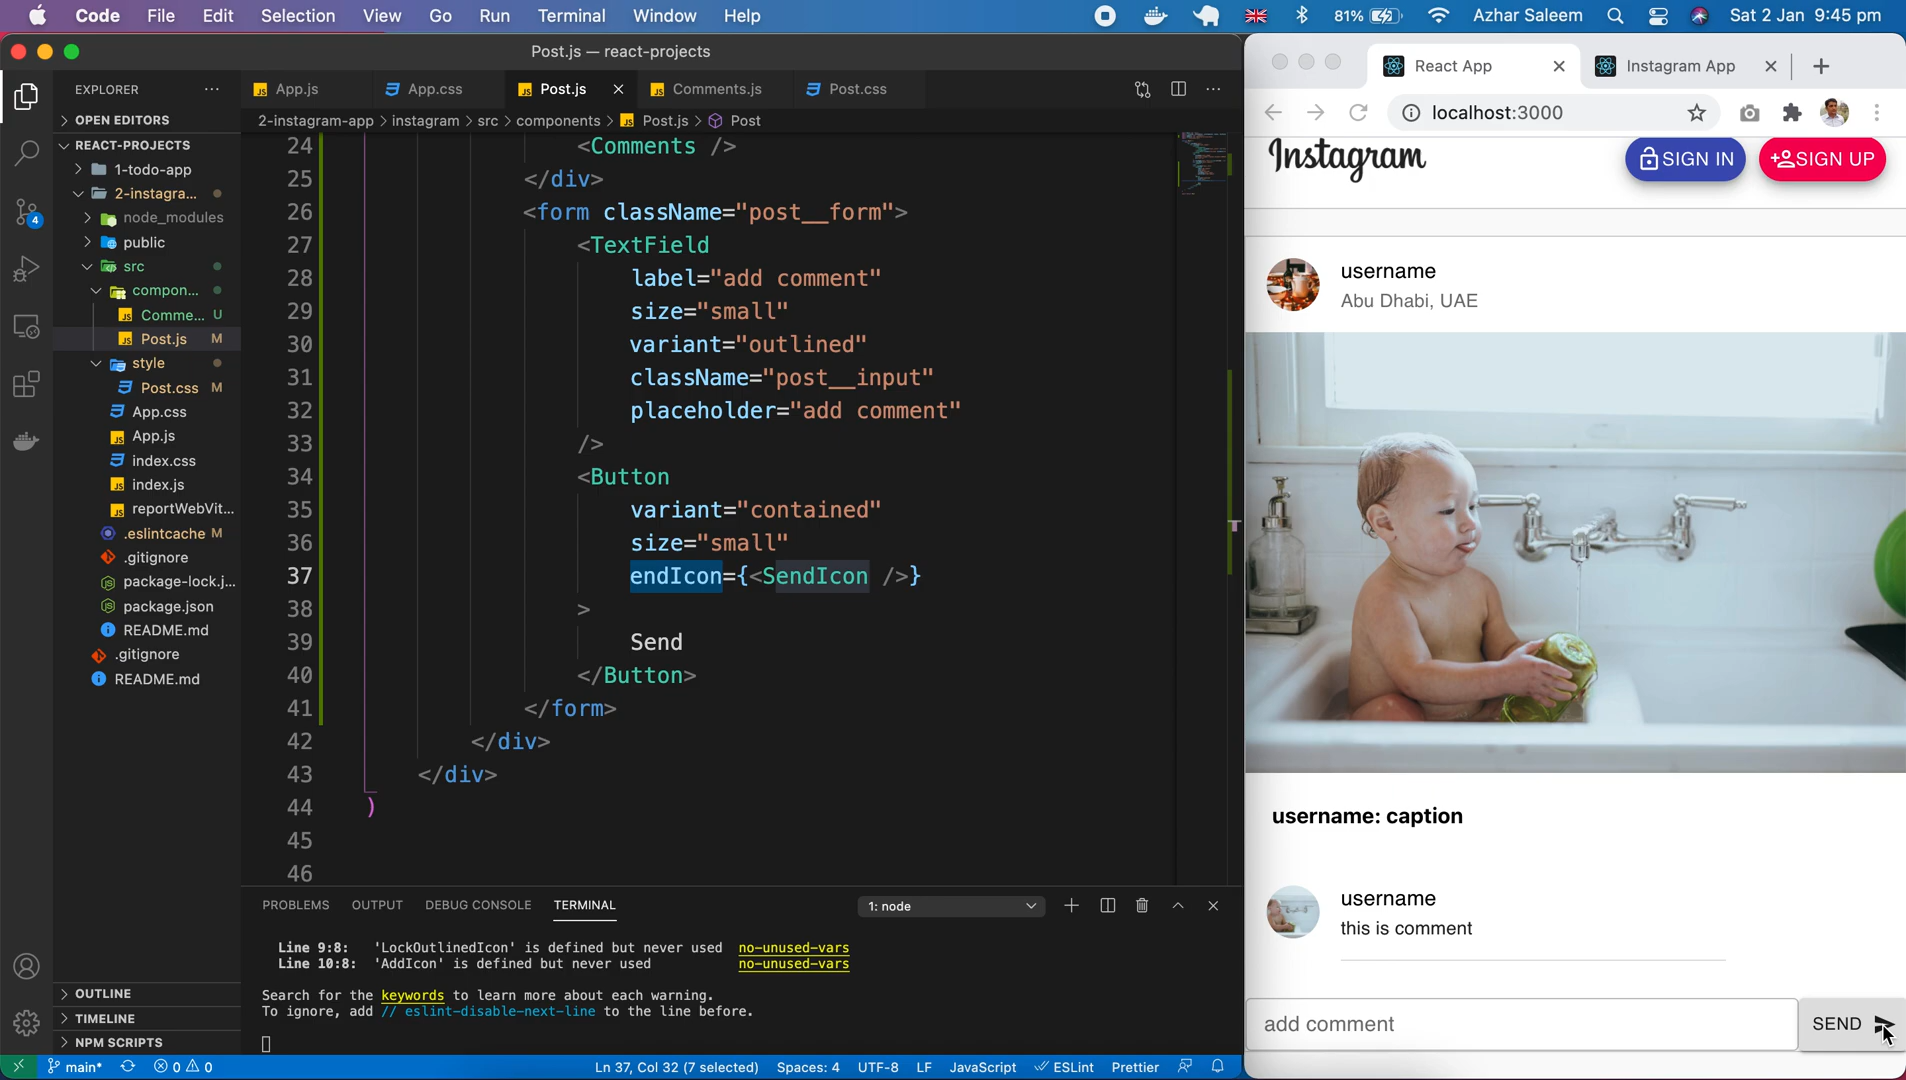 Code File Edit Selection View Go Run Terminal Window Help 81% Azhar Saleem Sat 2 Jan 9:45 pm
Post.js — react-projects
EXPLORER
OPEN EDITORS
REACT-PROJECTS
1-todo-app
2-instagra...
node_modules
public
src
compon...
Comme... U
Post.js M
style
Post.css M
App.css
App.js
index.css
index.js
reportWebVit...
.eslintcache M
.gitignore
package-lock.j...
package.json
README.md
.gitignore
README.md
OUTLINE
TIMELINE
NPM SCRIPTS
4
App.js App.css Post.js Comments.js Post.css
2-instagram-app > instagram > src > components > Post.js > Post
24 <Comments />
25 </div>
26 <form className="post__form">
27 <TextField
28 label="add comment"
29 size="small"
30 variant="outlined"
31 className="post__input"
32 placeholder="add comment"
33 />
34 <Button
35 variant="contained"
36 size="small"
37 endIcon={<SendIcon />}
38 >
39 Send
40 </Button>
41 </form>
42 </div>
43 </div>
44 )
45
46
PROBLEMS OUTPUT DEBUG CONSOLE TERMINAL 1: node
Line 9:8: 'LockOutlinedIcon' is defined but never used no-unused-vars
Line 10:8: 'AddIcon' is defined but never used no-unused-vars
Search for the keywords to learn more about each warning.
To ignore, add // eslint-disable-next-line to the line before.
main* 0 0 Ln 37, Col 32 (7 selected) Spaces: 4 UTF-8 LF JavaScript ESLint Prettier
React App Instagram App
localhost:3000
Instagram SIGN IN SIGN UP
username
Abu Dhabi, UAE
username: caption
username
this is comment
add comment SEND